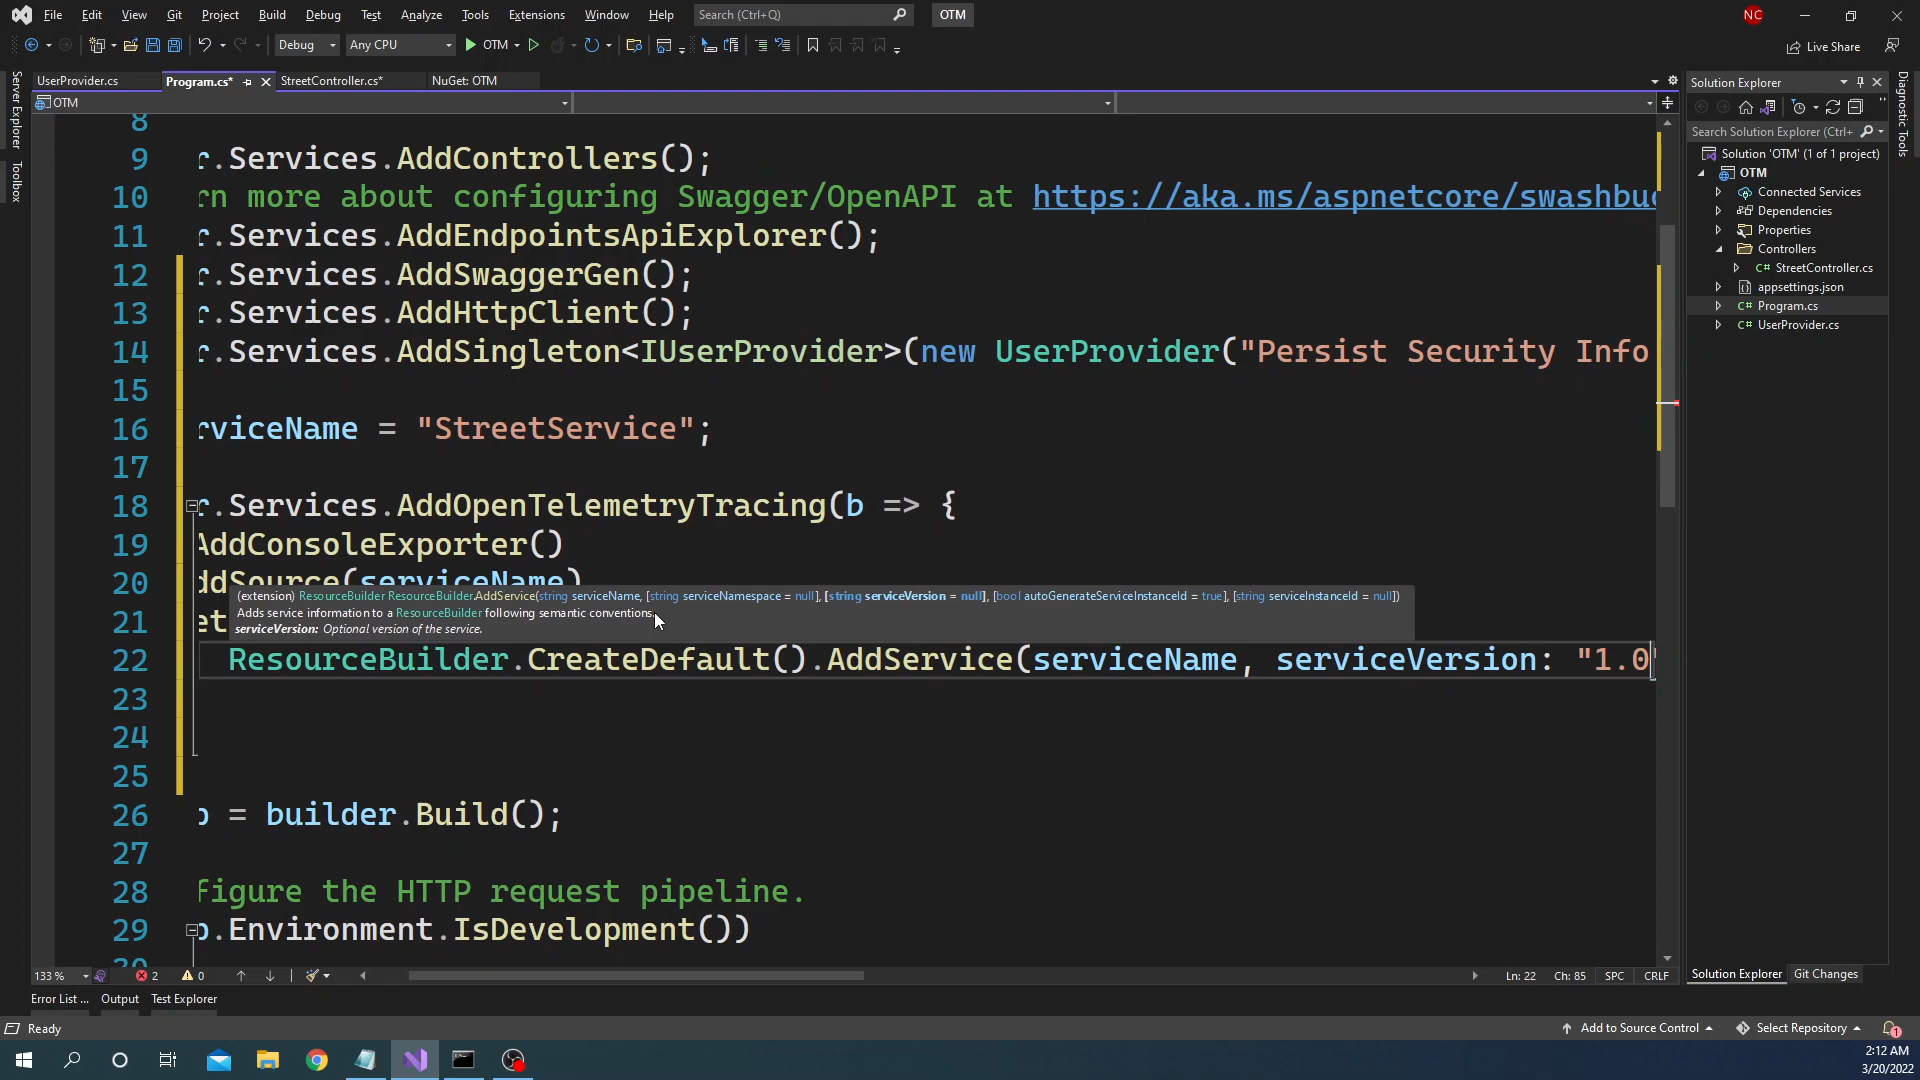 File Edit View Git Project Build Debug Test Analyze Tools Extensions Window Help Search (Ctrl+Q) OTM NC
Debug Any CPU OTM Live Share
UserProvider.cs Program.cs* StreetController.cs* NuGet: OTM
OTM
Server Explorer
Toolbox
8
9 r.Services.AddControllers();
10 rn more about configuring Swagger/OpenAPI at https://aka.ms/aspnetcore/swashbuc
11 r.Services.AddEndpointsApiExplorer();
12 r.Services.AddSwaggerGen();
13 r.Services.AddHttpClient();
14 r.Services.AddSingleton<IUserProvider>(new UserProvider("Persist Security Info
15
16 rviceName = "StreetService";
17
18 r.Services.AddOpenTelemetryTracing(b => {
19 AddConsoleExporter()
20 ddSource(serviceName)
(extension) ResourceBuilder ResourceBuilder.AddService(string serviceName, [string serviceNamespace = null], [string serviceVersion = null], [bool autoGenerateServiceInstanceId = true], [string serviceInstanceId = null])
Adds service information to a ResourceBuilder following semantic conventions.
serviceVersion: Optional version of the service.
21 et
22 ResourceBuilder.CreateDefault().AddService(serviceName, serviceVersion: "1.0"
23
24
25
26 p = builder.Build();
27
28 figure the HTTP request pipeline.
29 p.Environment.IsDevelopment())
30
133 % 2 0 Ln: 22 Ch: 85 SPC CRLF
Error List ... Output Test Explorer
Ready Add to Source Control Select Repository 1
Solution Explorer
Search Solution Explorer (Ctrl+
Solution 'OTM' (1 of 1 project)
OTM
Connected Services
Dependencies
Properties
Controllers
C# StreetController.cs
appsettings.json
C# Program.cs
C# UserProvider.cs
Solution Explorer Git Changes
Diagnostic Tools
2:12 AM
3/20/2022